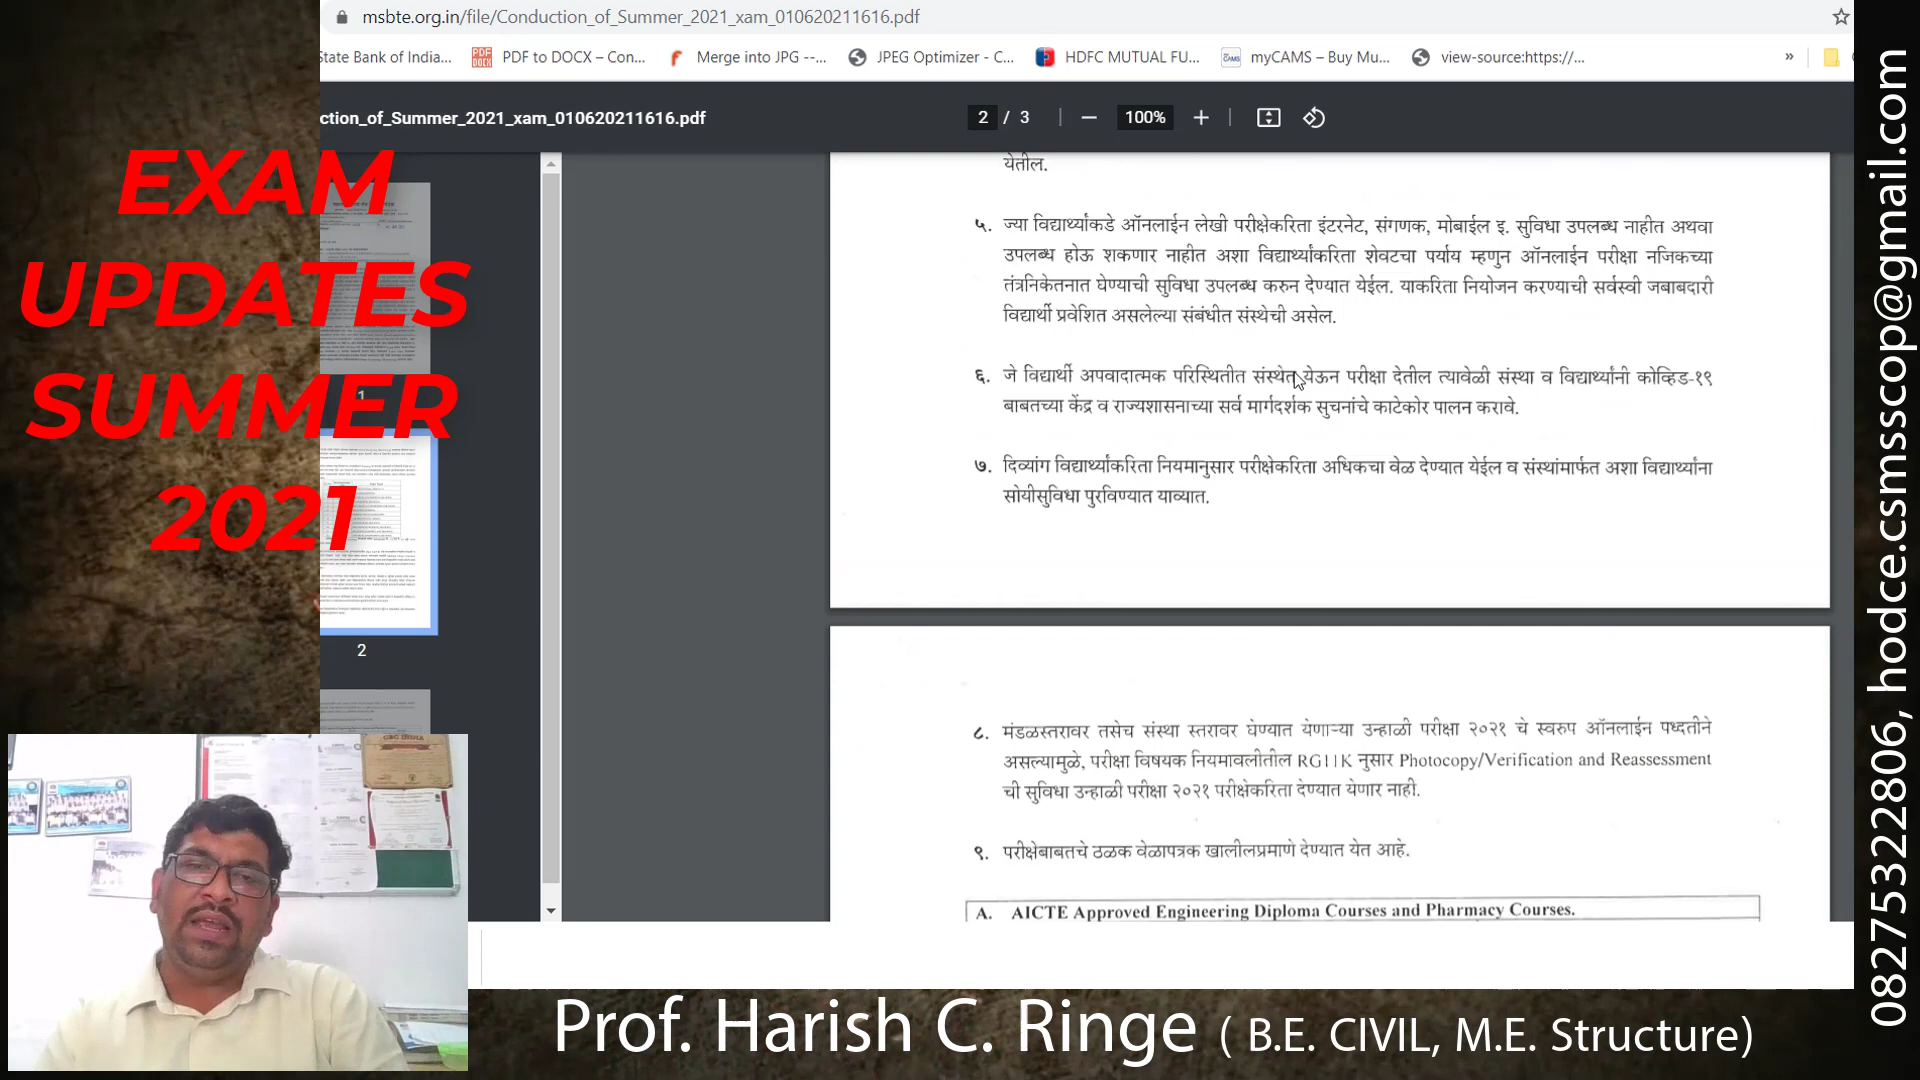 msbte.org.in/file/Conduction_of_Summer_2021_xam_010620211616.pdf
State Bank of India... PDF to DOCX – Con... Merge into JPG --... JPEG Optimizer - C... HDFC MUTUAL FU... myCAMS – Buy Mu... view-source:https://... »
ction_of_Summer_2021_xam_010620211616.pdf 2 / 3 — 100% +
EXAM
UPDATES
SUMMER
2021
1
2
येतील.
५. ज्या विद्यार्थ्यांकडे ऑनलाईन लेखी परीक्षेकरिता इंटरनेट, संगणक, मोबाईल इ. सुविधा उपलब्ध नाहीत अथवा
उपलब्ध होऊ शकणार नाहीत अशा विद्यार्थ्यांकरिता शेवटचा पर्याय म्हणुन ऑनलाईन परीक्षा नजिकच्या
तंत्रनिकेतनात घेण्याची सुविधा उपलब्ध करुन देण्यात येईल. याकरिता नियोजन करण्याची सर्वस्वी जबाबदारी
विद्यार्थी प्रवेशित असलेल्या संबंधीत संस्थेची असेल.
६. जे विद्यार्थी अपवादात्मक परिस्थितीत संस्थेत येऊन परीक्षा देतील त्यावेळी संस्था व विद्यार्थ्यांनी कोव्हिड-१९
बाबतच्या केंद्र व राज्यशासनाच्या सर्व मार्गदर्शक सुचनांचे काटेकोर पालन करावे.
७. दिव्यांग विद्यार्थ्यांकरिता नियमानुसार परीक्षेकरिता अधिकचा वेळ देण्यात येईल व संस्थांमार्फत अशा विद्यार्थ्यांना
सोयीसुविधा पुरविण्यात याव्यात.
८. मंडळस्तरावर तसेच संस्था स्तरावर घेण्यात येणाऱ्या उन्हाळी परीक्षा २०२१ चे स्वरुप ऑनलाईन पध्दतीने
असल्यामुळे, परीक्षा विषयक नियमावलीतील RG11K नुसार Photocopy/Verification and Reassessment
ची सुविधा उन्हाळी परीक्षा २०२१ परीक्षेकरिता देण्यात येणार नाही.
९. परीक्षेबाबतचे ठळक वेळापत्रक खालीलप्रमाणे देण्यात येत आहे.
A. AICTE Approved Engineering Diploma Courses and Pharmacy Courses.
Prof. Harish C. Ringe ( B.E. CIVIL, M.E. Structure)
08275322806, hodce.csmsscop@gmail.com